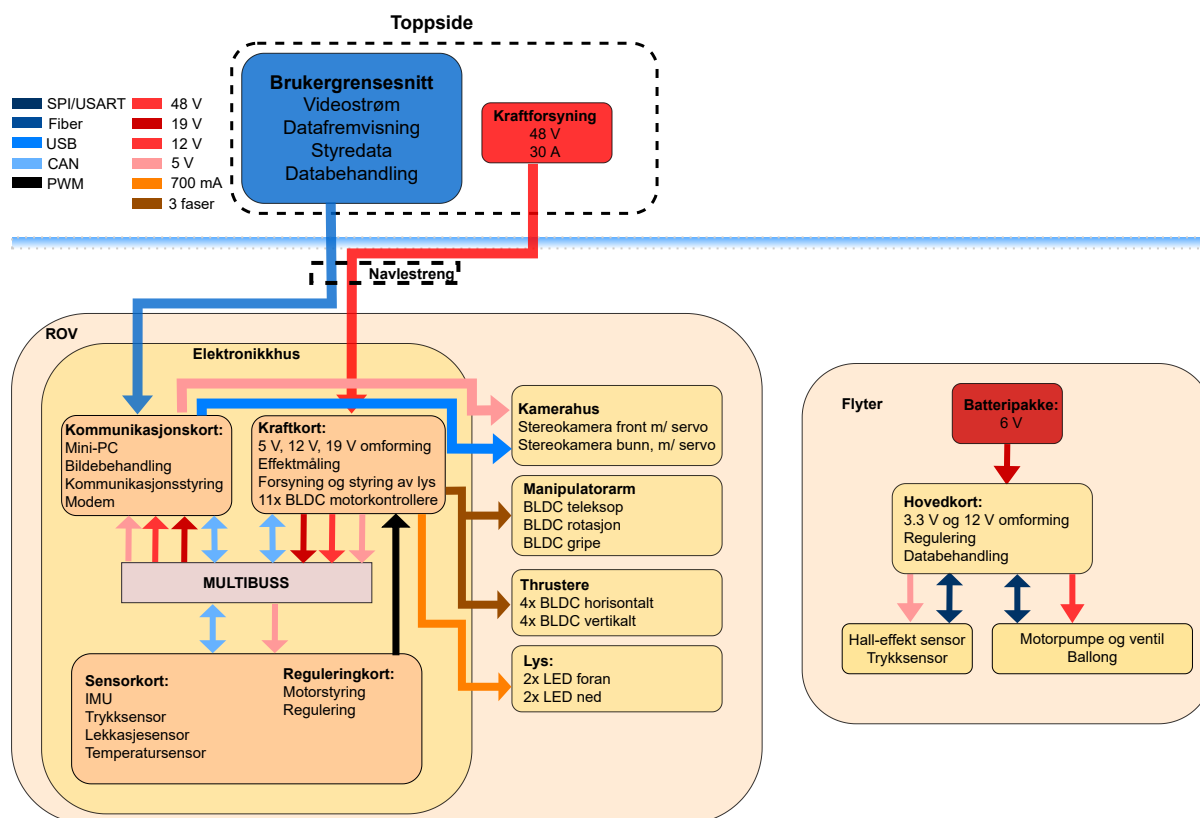 Toppside
Brukergrensesnitt
Videostrøm
Datafremvisning
Styredata
Databehandling
Kraftforsyning
48 V
30 A
SPI/USART
Fiber
USB
CAN
PWM
48 V
19 V
12 V
5 V
700 mA
3 faser
Navlestreng
ROV
Elektronikkhus
Kommunikasjonskort:
Mini-PC
Bildebehandling
Kommunikasjonsstyring
Modem
Kraftkort:
5 V, 12 V, 19 V omforming
Effektmåling
Forsyning og styring av lys
11x BLDC motorkontrollere
MULTIBUSS
Sensorkort:
IMU
Trykksensor
Lekkasjesensor
Temperatursensor
Reguleringkort:
Motorstyring
Regulering
Kamerahus
Stereokamera front m/ servo
Stereokamera bunn, m/ servo
Manipulatorarm
BLDC teleksop
BLDC rotasjon
BLDC gripe
Thrustere
4x BLDC horisontalt
4x BLDC vertikalt
Lys:
2x LED foran
2x LED ned
Flyter
Batteripakke:
6 V
Hovedkort:
3.3 V og 12 V omforming
Regulering
Databehandling
Hall-effekt sensor
Trykksensor
Motorpumpe og ventil
Ballong